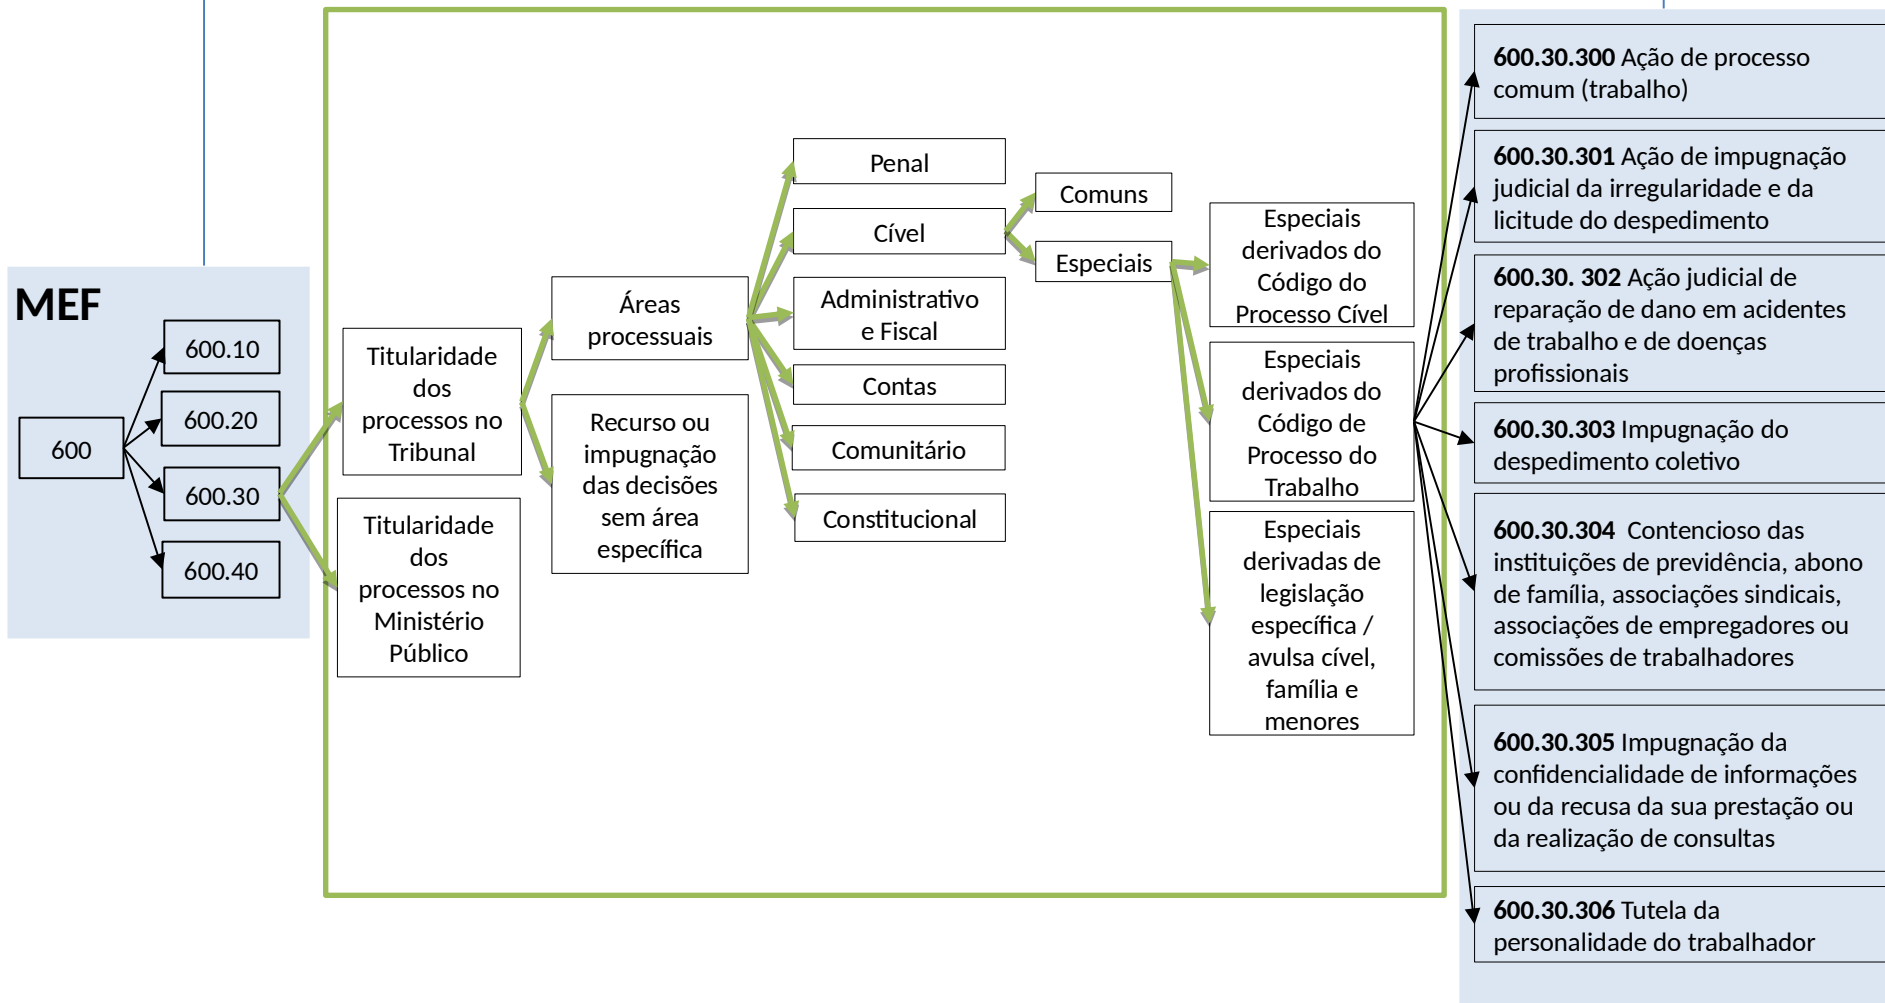 MEF
600
600.10
600.20
600.30
600.40
Titularidade
dos
processos no
Tribunal
Titularidade
dos
processos no
Ministério
Público
Áreas
processuais
Recurso ou
impugnação
das decisões
sem área
específica
Penal
Cível
Administrativo
e Fiscal
Contas
Comunitário
Constitucional
Comuns
Especiais
Especiais
derivados do
Código do
Processo Cível
Especiais
derivados do
Código de
Processo do
Trabalho
Especiais
derivadas de
legislação
específica /
avulsa cível,
família e
menores
600.30.300 Ação de processo
comum (trabalho)
600.30.301 Ação de impugnação
judicial da irregularidade e da
licitude do despedimento
600.30. 302 Ação judicial de
reparação de dano em acidentes
de trabalho e de doenças
profissionais
600.30.303 Impugnação do
despedimento coletivo
600.30.304  Contencioso das
instituições de previdência, abono
de família, associações sindicais,
associações de empregadores ou
comissões de trabalhadores
600.30.305 Impugnação da
confidencialidade de informações
ou da recusa da sua prestação ou
da realização de consultas
600.30.306 Tutela da
personalidade do trabalhador